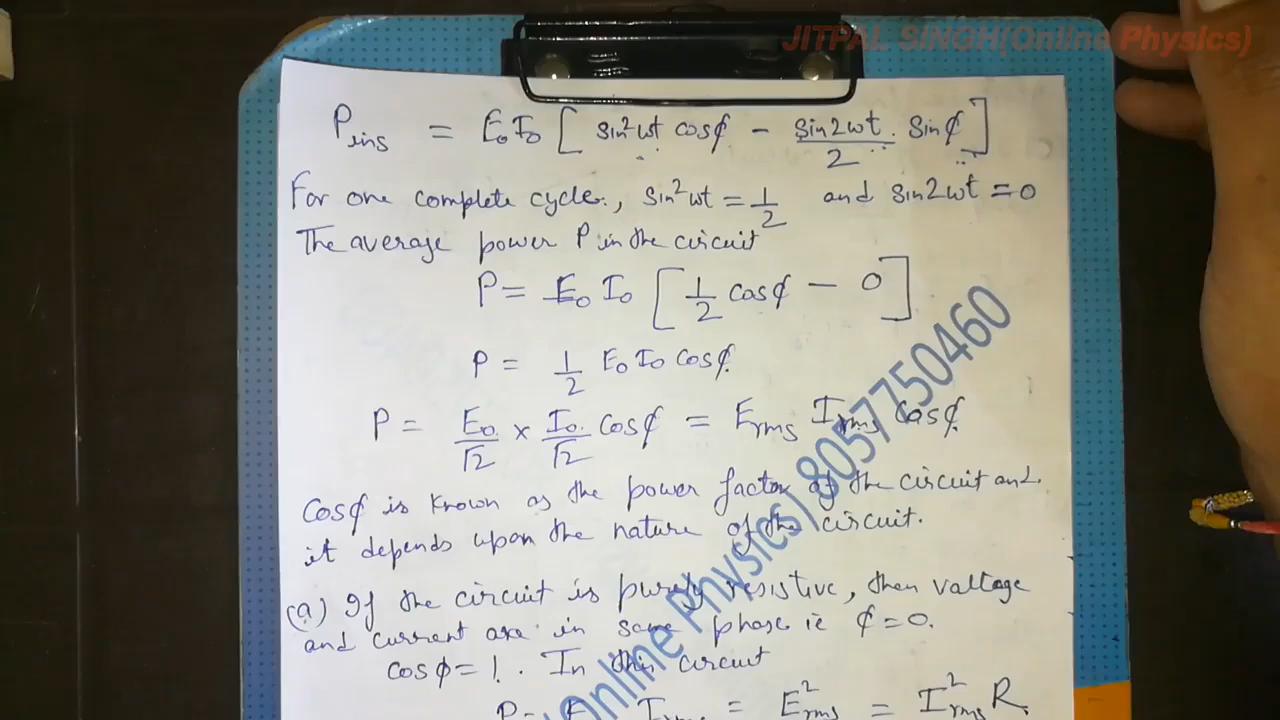 JITPAL SINGH(Online Physics)
P_ins = E₀I₀ [ sin²ωt cosϕ − sin2ωt/2 . sinϕ ]
For one complete cycle, sin²ωt = 1/2 and sin2ωt = 0
The average power P in the circuit
P = E₀ I₀ [ 1/2 cosϕ − 0 ]
P = 1/2 E₀ I₀ cosϕ.
P = E₀/√2 × I₀/√2 cosϕ = E_rms I_rms cosϕ.
cosϕ is known as the power factor of the circuit and
it depends upon the nature of the circuit.
(a) If the circuit is purely resistive, then voltage
and current are in same phase ie ϕ = 0.
cosϕ = 1. In this circuit
P = I_rms = E²_rms = I²_rms R.
(Online Physics) 8057750460